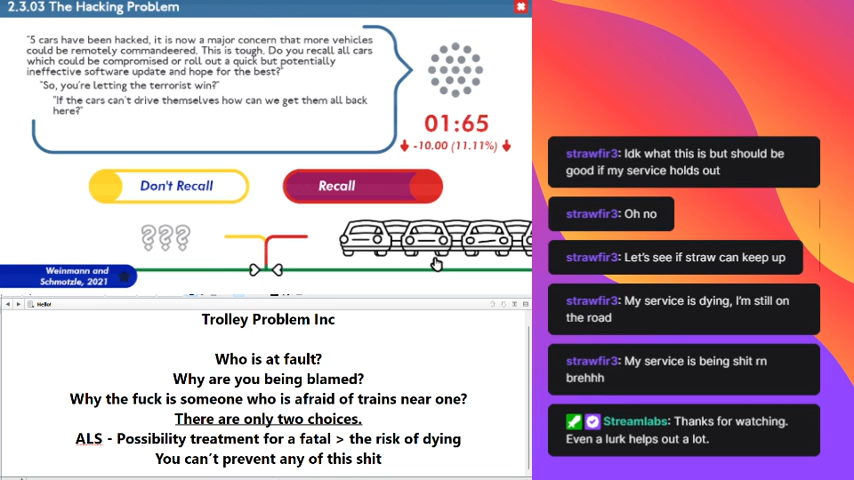 2.3.03 The Hacking Problem
"5 cars have been hacked, it is now a major concern that more vehicles
could be remotely commandeered. This is tough. Do you recall all cars
which could be compromised or roll out a quick but potentially
ineffective software update and hope for the best?"
"So, you're letting the terrorist win?"
"If the cars can't drive themselves how can we get them all back
here?"
01:65
-10.00 (11.11%)
Don't Recall
Recall
???
Weinmann and
Schmotzle, 2021
Hello!
Trolley Problem Inc
Who is at fault?
Why are you being blamed?
Why the fuck is someone who is afraid of trains near one?
There are only two choices.
ALS - Possibility treatment for a fatal > the risk of dying
You can't prevent any of this shit
strawfir3: Idk what this is but should be
good if my service holds out
strawfir3: Oh no
strawfir3: Let's see if straw can keep up
strawfir3: My service is dying, I'm still on
the road
strawfir3: My service is being shit rn
brehhh
Streamlabs: Thanks for watching.
Even a lurk helps out a lot.